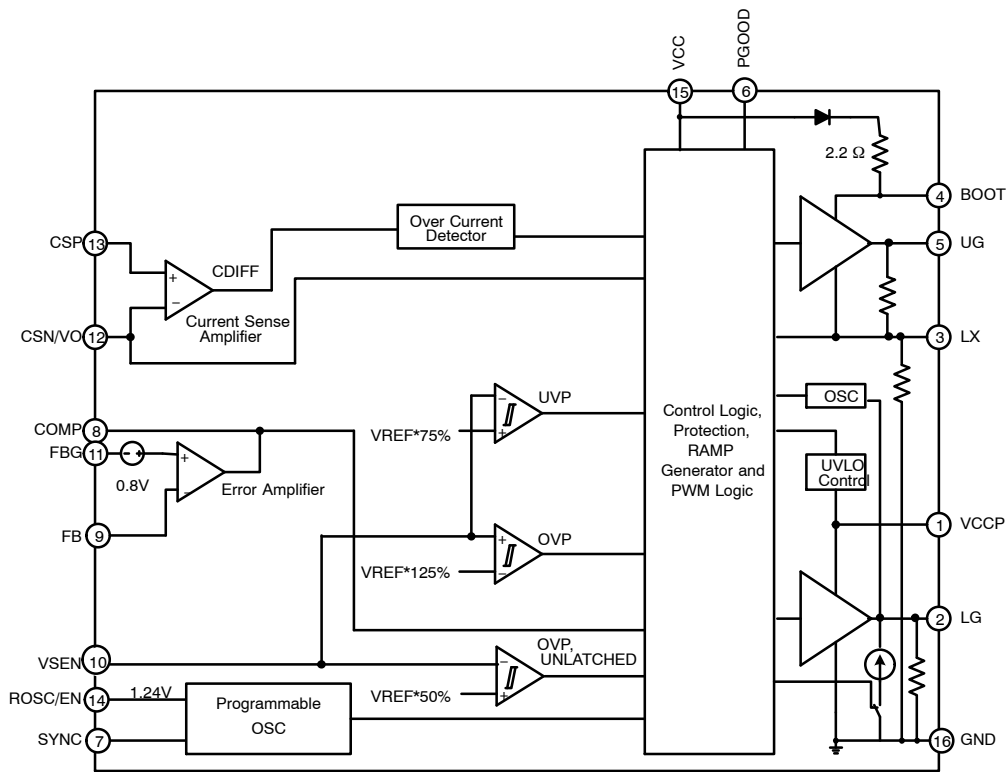 VCC
PGOOD
15
6
2.2 Ω
4 BOOT
Over Current
Detector
CSP 13
5 UG
+
CDIFF
−
Current Sense
Amplifier
CSN/VO 12
3 LX
UVP
−
+
VREF*75%
OSC
Control Logic,
Protection,
RAMP
Generator and
PWM Logic
COMP 8
FBG 11
− +
0.8V
+
−
Error Amplifier
UVLO
Control
FB 9
1 VCCP
+
−
OVP
VREF*125%
2 LG
OVP,
UNLATCHED
−
+
VREF*50%
VSEN 10
ROSC/EN 14
1.24V
Programmable
OSC
SYNC 7
16 GND